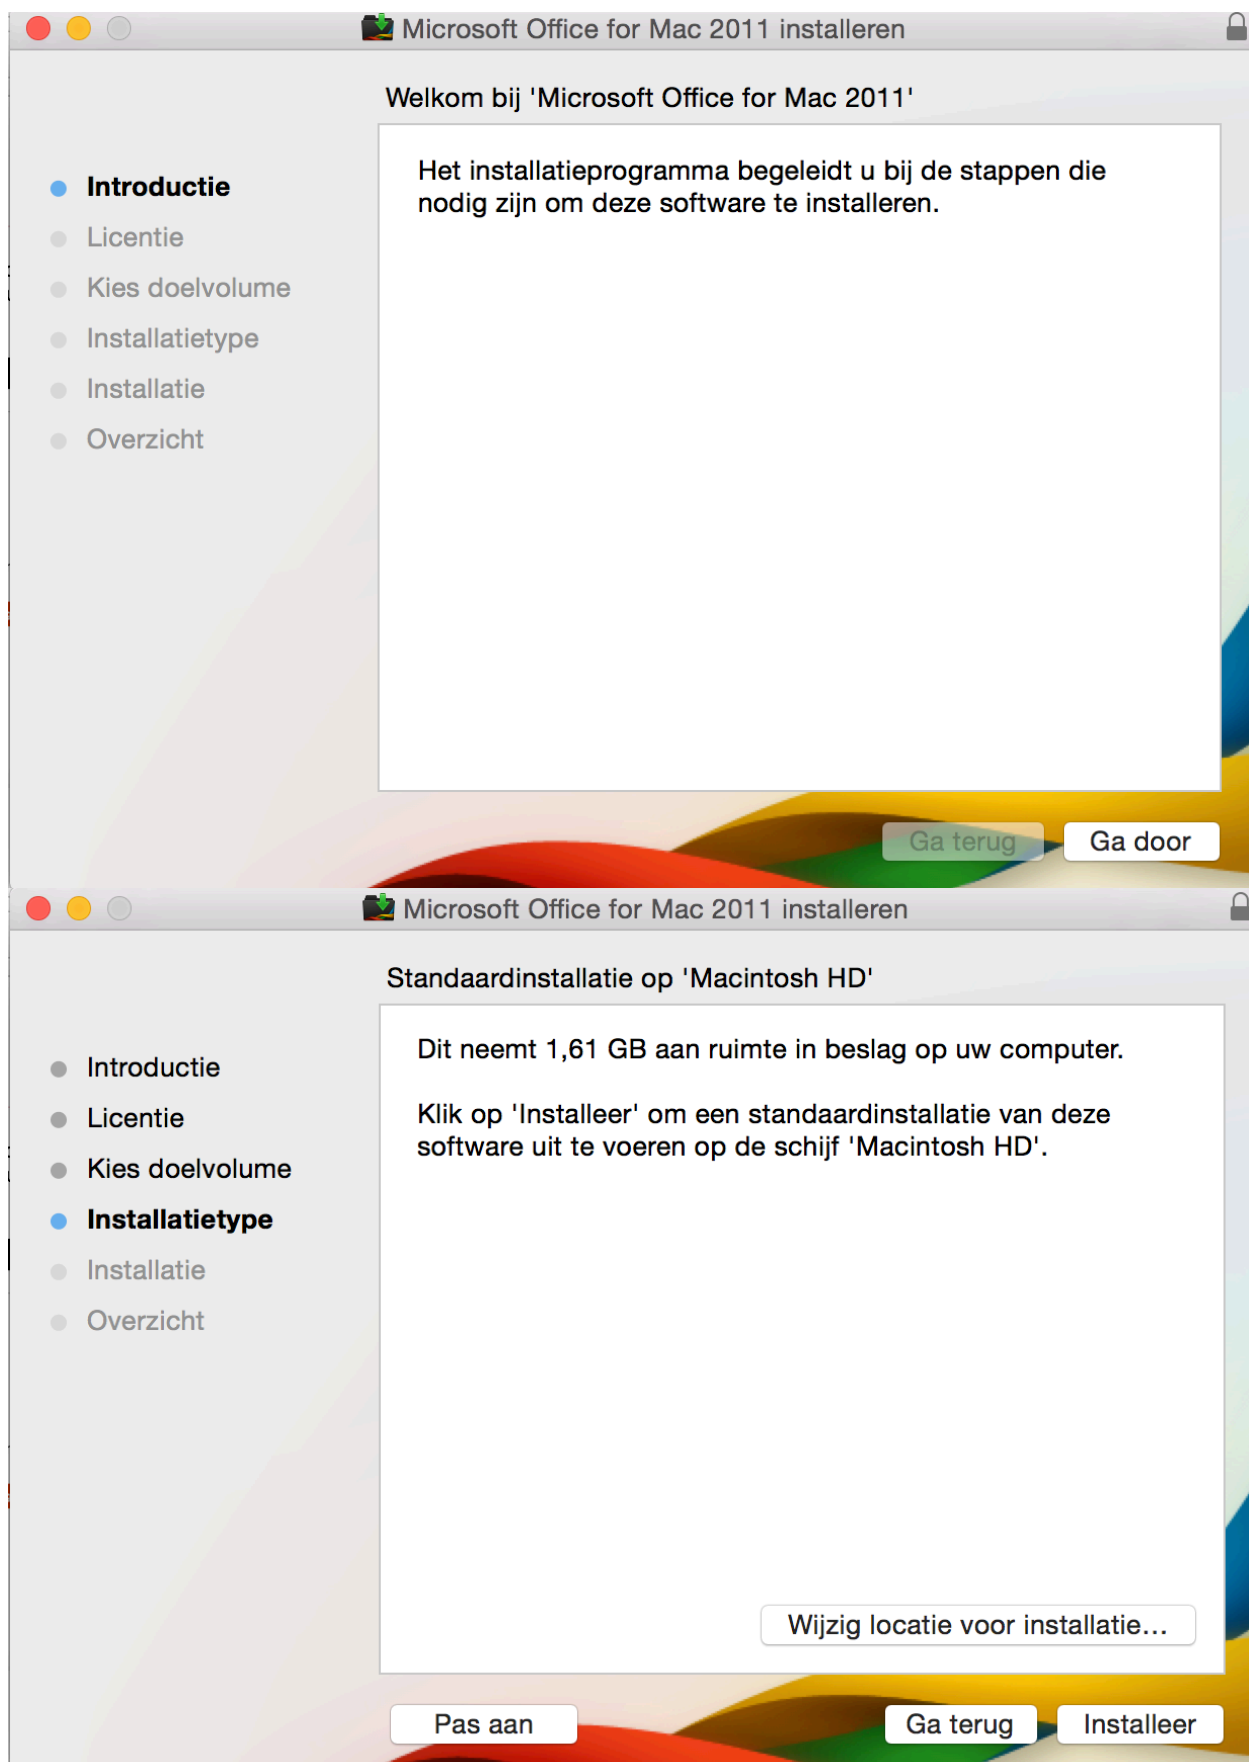 Microsoft Office for Mac 2011 installeren
Welkom bij 'Microsoft Office for Mac 2011'
Introductie
Licentie
Kies doelvolume
Installatietype
Installatie
Overzicht
Het installatieprogramma begeleidt u bij de stappen die
nodig zijn om deze software te installeren.
Ga terug
Ga door
Microsoft Office for Mac 2011 installeren
Standaardinstallatie op 'Macintosh HD'
Introductie
Licentie
Kies doelvolume
Installatietype
Installatie
Overzicht
Dit neemt 1,61 GB aan ruimte in beslag op uw computer.
Klik op 'Installeer' om een standaardinstallatie van deze
software uit te voeren op de schijf 'Macintosh HD'.
Wijzig locatie voor installatie...
Pas aan
Ga terug
Installeer